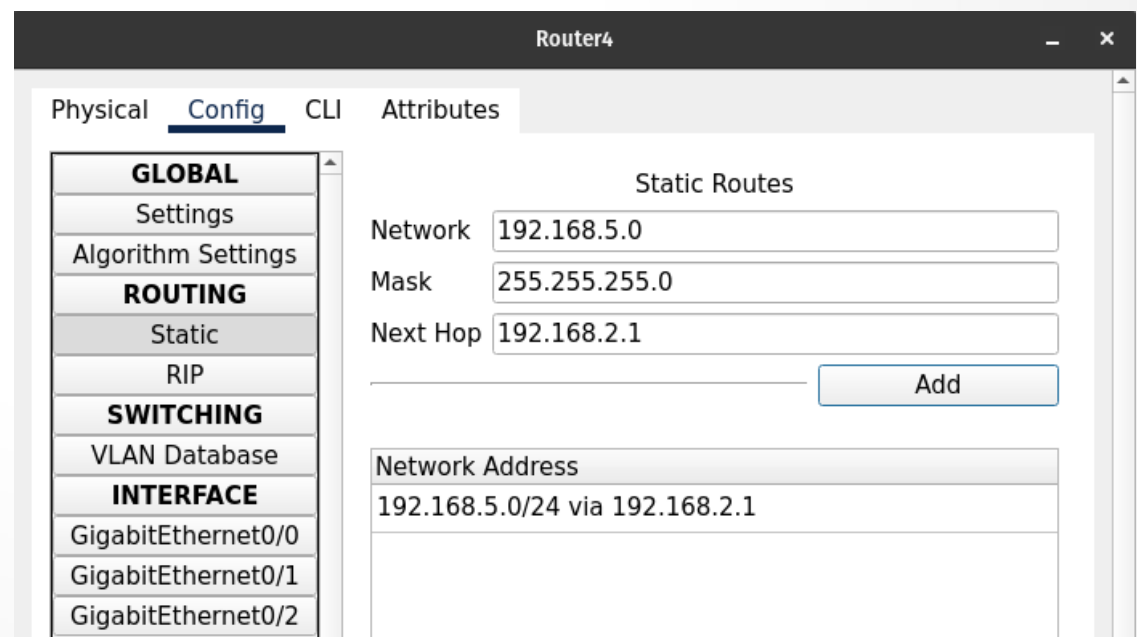 Router4
Physical Config CLI Attributes
GLOBAL
Settings
Algorithm Settings
ROUTING
Static
RIP
SWITCHING
VLAN Database
INTERFACE
GigabitEthernet0/0
GigabitEthernet0/1
GigabitEthernet0/2
Static Routes
Network 192.168.5.0
Mask 255.255.255.0
Next Hop 192.168.2.1
Add
Network Address
192.168.5.0/24 via 192.168.2.1